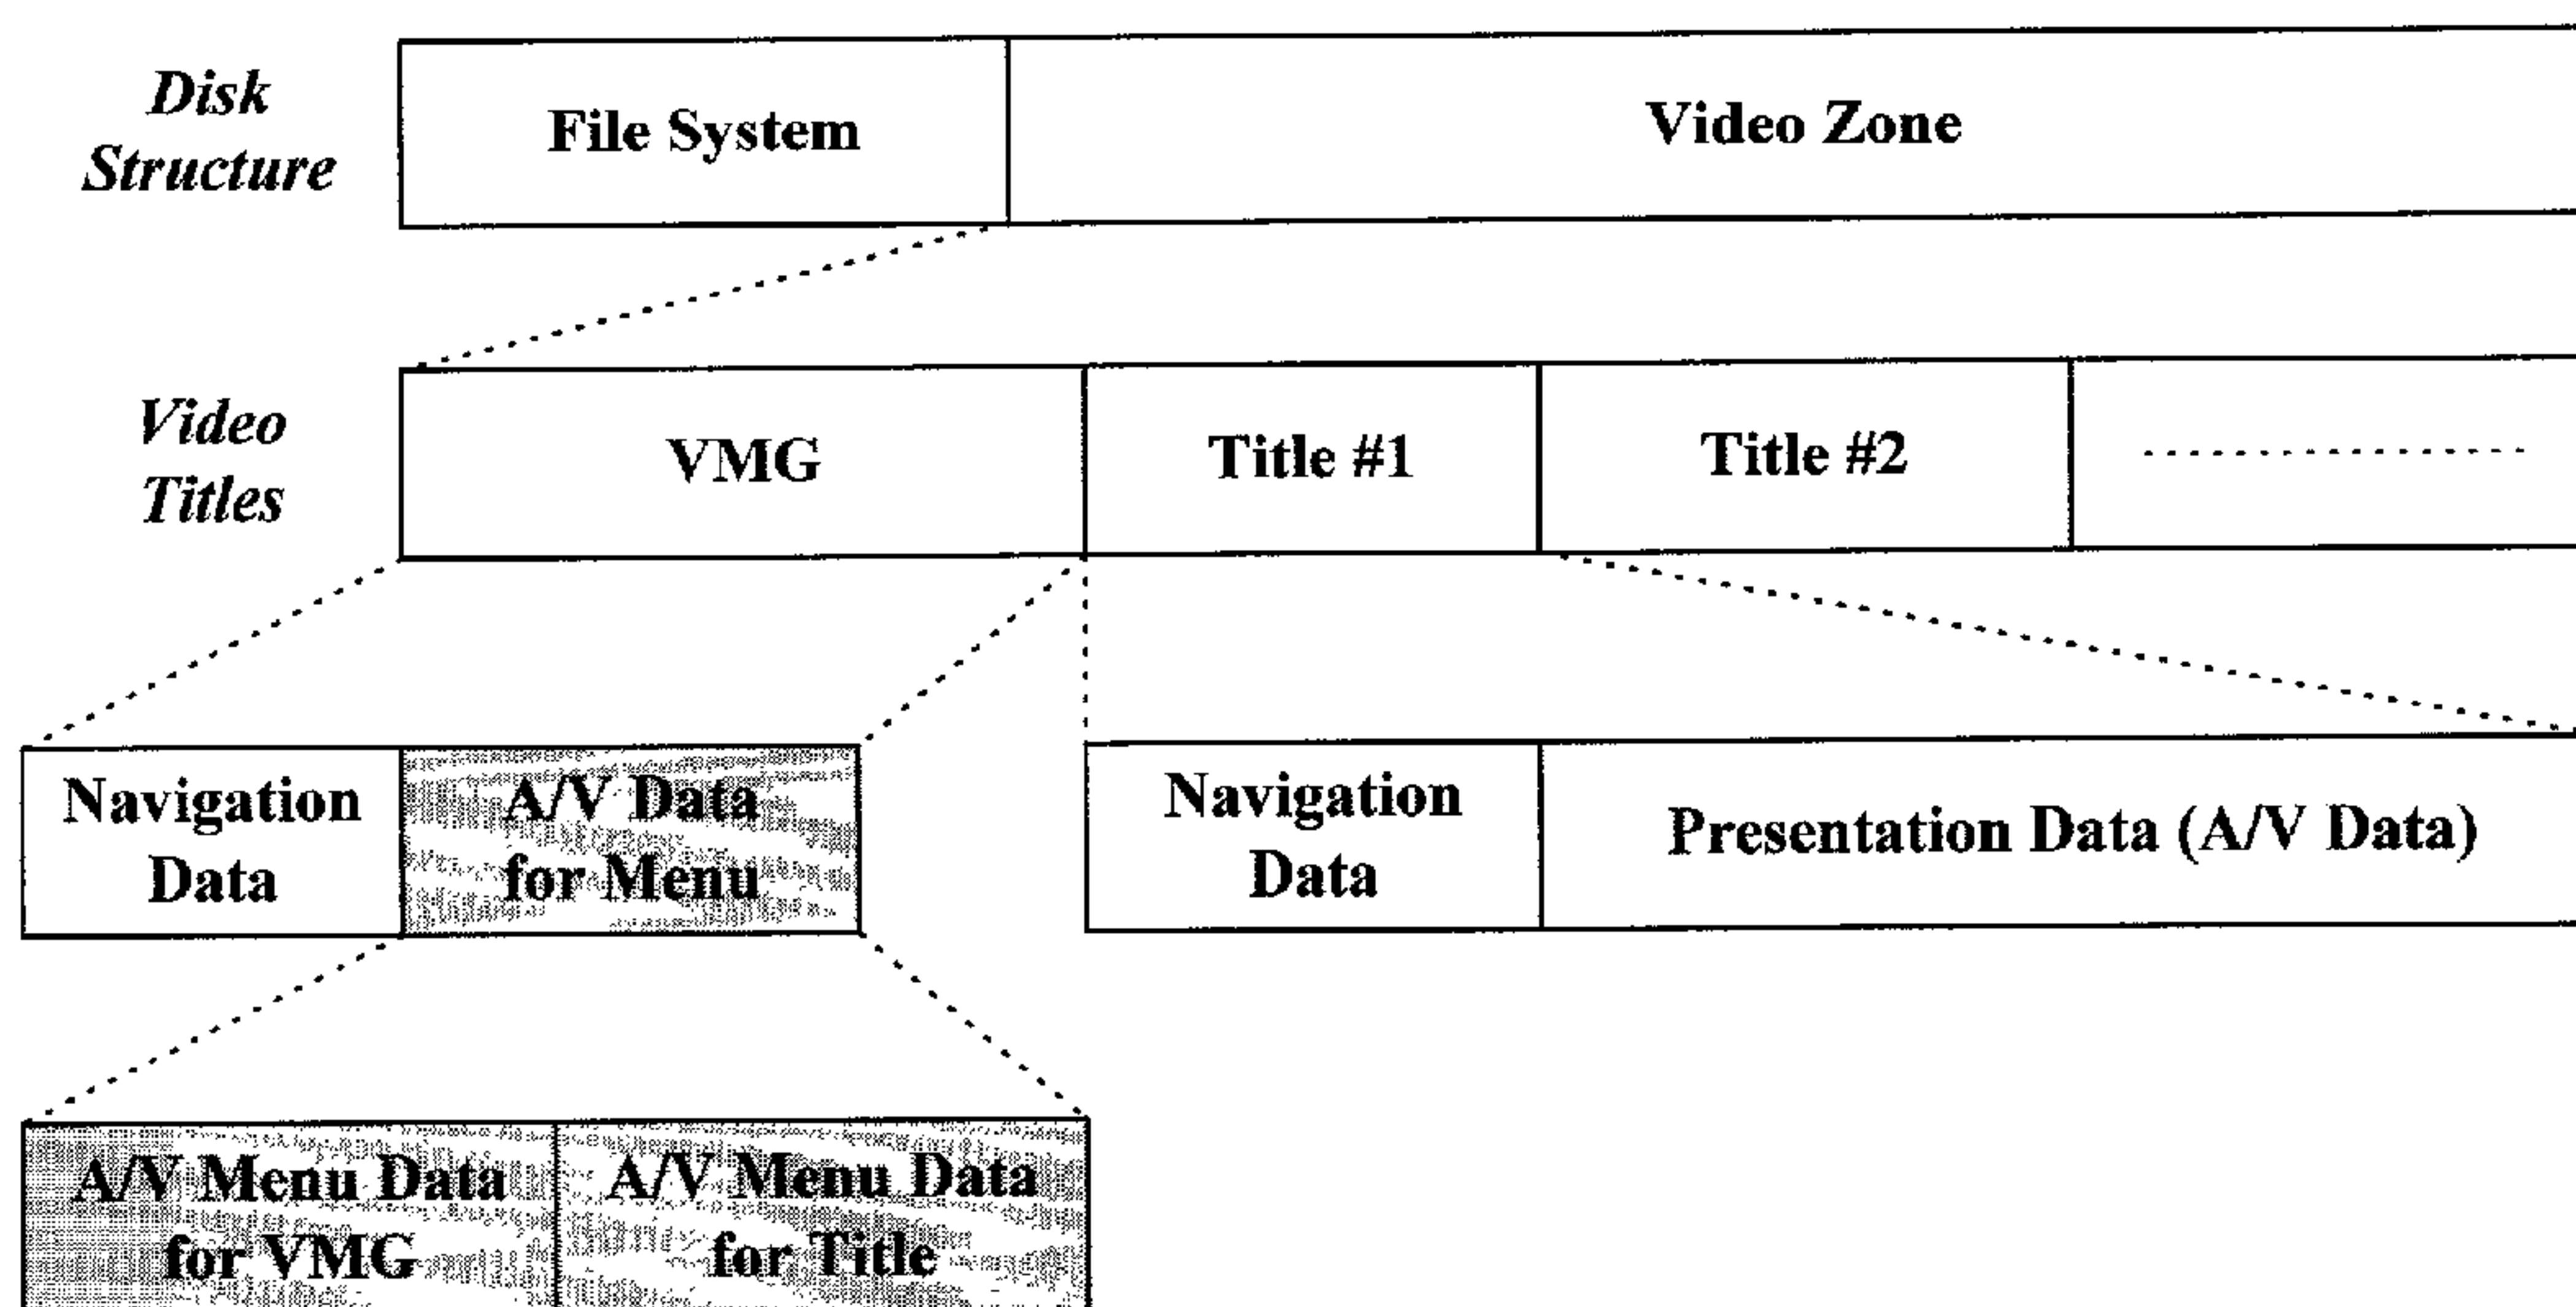 Disk
Structure
File System
Video Zone
Video
Titles
VMG
Title #1
Title #2
Navigation
Data
A/V Data
for Menu
Navigation
Data
Presentation Data (A/V Data)
A/V Menu Data
for VMG
A/V Menu Data
for Title